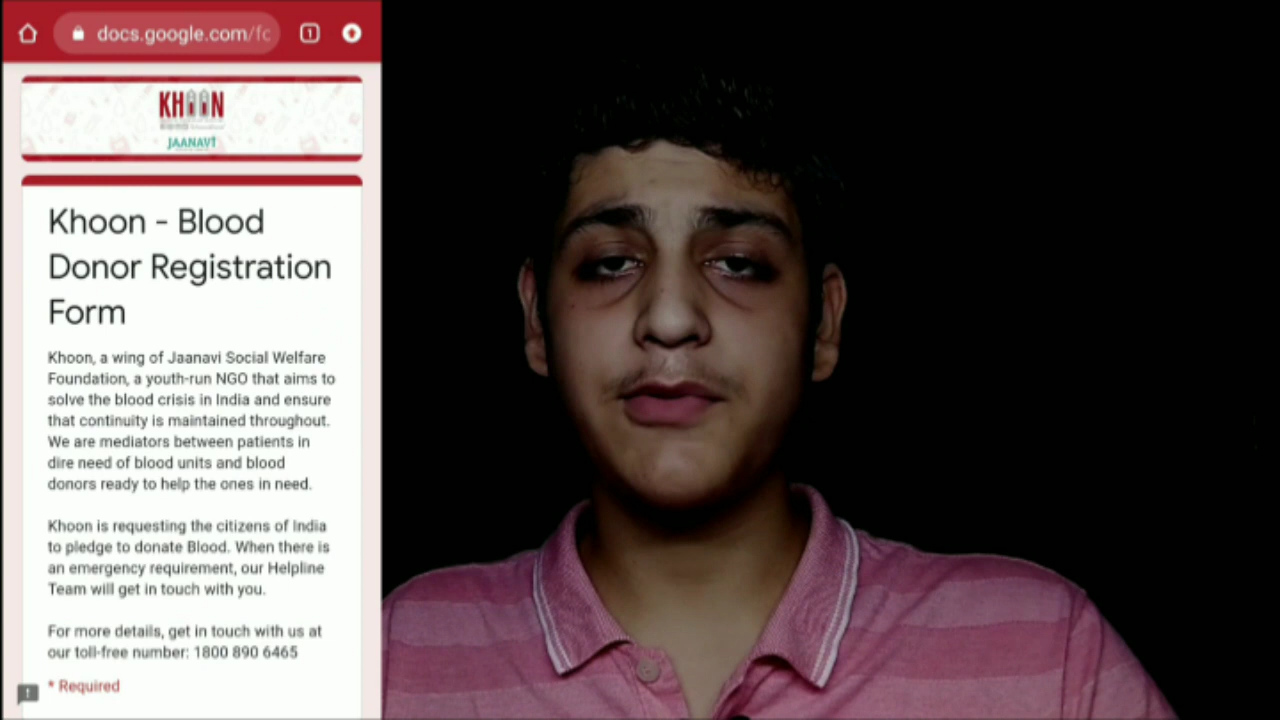 docs.google.com/fo
1
KHOON
JAANAVI
Khoon - Blood
Donor Registration
Form
Khoon, a wing of Jaanavi Social Welfare
Foundation, a youth-run NGO that aims to
solve the blood crisis in India and ensure
that continuity is maintained throughout.
We are mediators between patients in
dire need of blood units and blood
donors ready to help the ones in need.
Khoon is requesting the citizens of India
to pledge to donate Blood. When there is
an emergency requirement, our Helpline
Team will get in touch with you.
For more details, get in touch with us at
our toll-free number: 1800 890 6465
* Required